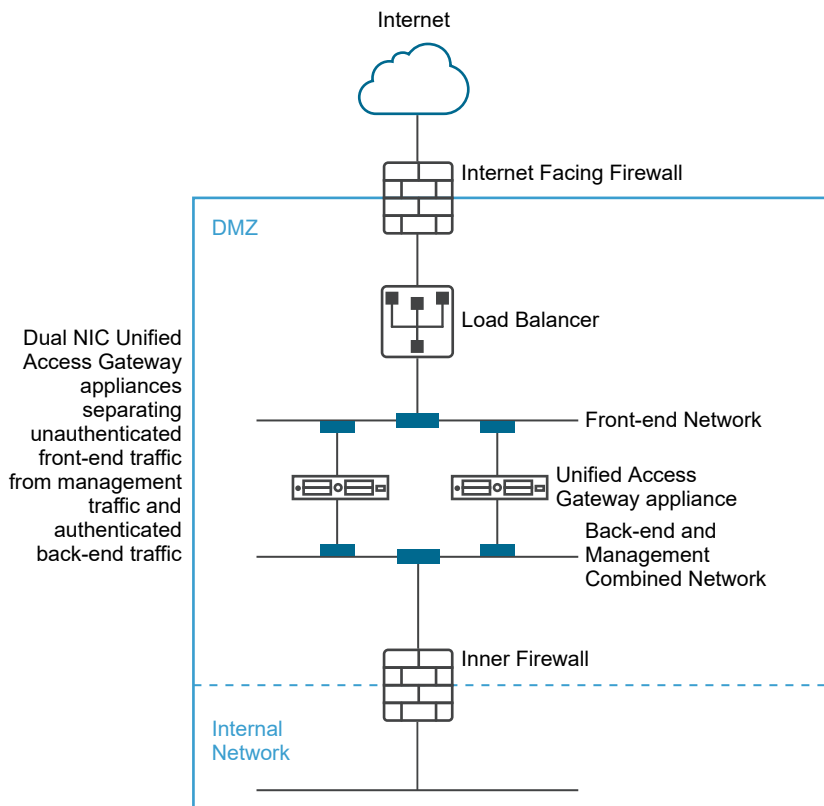 Internet
Internet Facing Firewall
DMZ
Load Balancer
Dual NIC Unified
Access Gateway
appliances
separating
unauthenticated
front-end traffic
from management
traffic and
authenticated
back-end traffic
Front-end Network
Unified Access
Gateway appliance
Back-end and
Management
Combined Network
Inner Firewall
Internal
Network